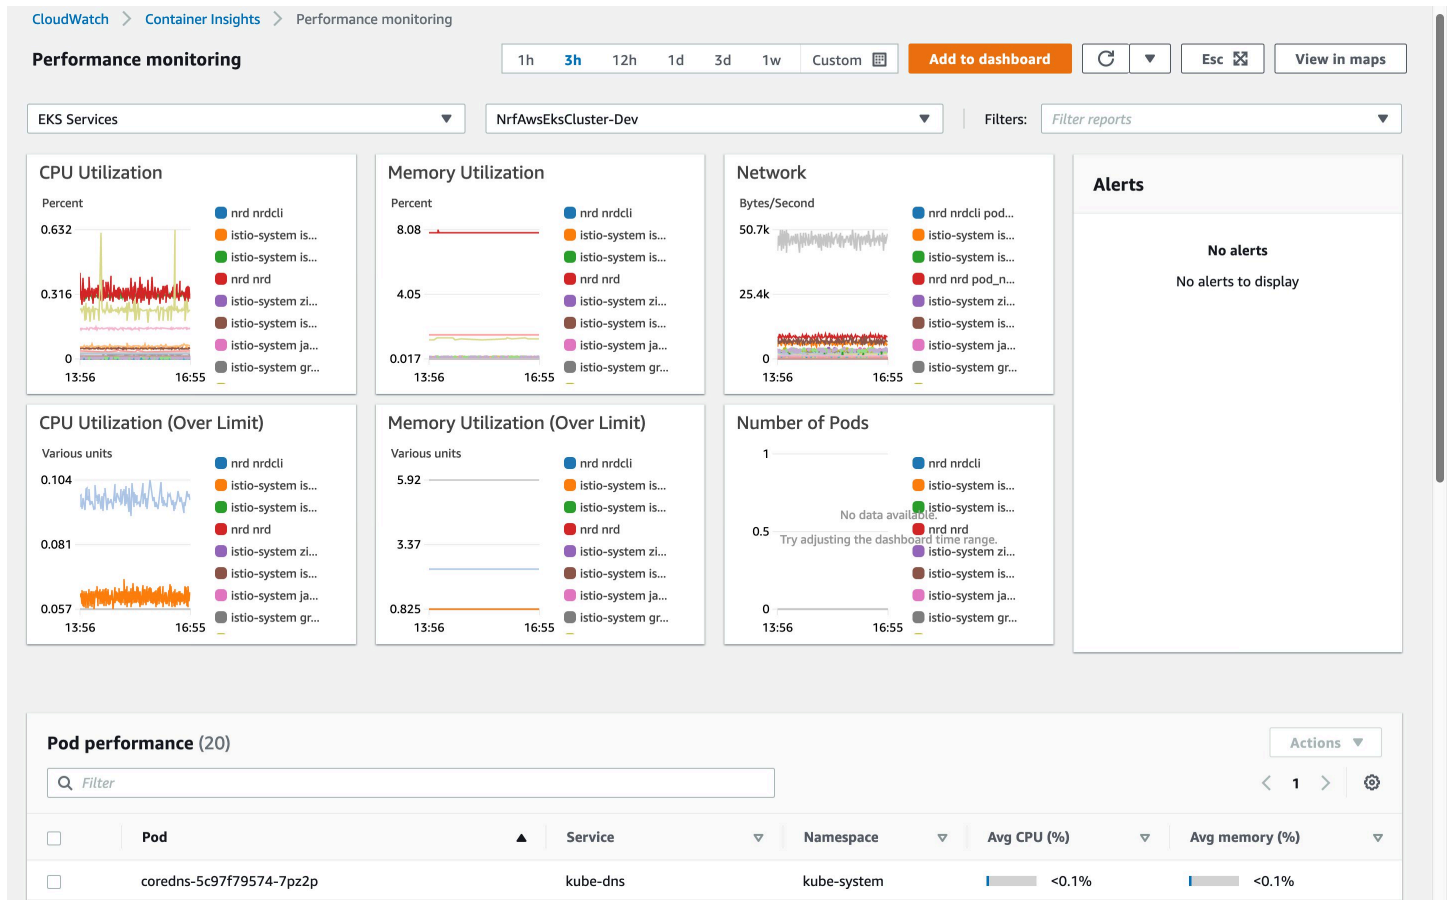 CloudWatch > Container Insights > Performance monitoring
Performance monitoring
1h 3h 12h 1d 3d 1w Custom
Add to dashboard
Esc
View in maps
EKS Services
NrfAwsEksCluster-Dev
Filters: Filter reports
CPU Utilization
Percent
0.632
0.316
0
13:56 16:55
nrd nrdcli
istio-system is...
istio-system is...
nrd nrd
istio-system zi...
istio-system is...
istio-system ja...
istio-system gr...
Memory Utilization
Percent
8.08
4.05
0.017
13:56 16:55
nrd nrdcli
istio-system is...
istio-system is...
nrd nrd
istio-system zi...
istio-system is...
istio-system ja...
istio-system gr...
Network
Bytes/Second
50.7k
25.4k
0
13:56 16:55
nrd nrdcli pod...
istio-system is...
istio-system is...
nrd nrd pod_n...
istio-system zi...
istio-system is...
istio-system ja...
istio-system gr...
Alerts
No alerts
No alerts to display
CPU Utilization (Over Limit)
Various units
0.104
0.081
0.057
13:56 16:55
nrd nrdcli
istio-system is...
istio-system is...
nrd nrd
istio-system zi...
istio-system is...
istio-system ja...
istio-system gr...
Memory Utilization (Over Limit)
Various units
5.92
3.37
0.825
13:56 16:55
nrd nrdcli
istio-system is...
istio-system is...
nrd nrd
istio-system zi...
istio-system is...
istio-system ja...
istio-system gr...
Number of Pods
1
0.5
0
13:56 16:55
No data available.
Try adjusting the dashboard time range.
nrd nrdcli
istio-system is...
istio-system is...
nrd nrd
istio-system zi...
istio-system is...
istio-system ja...
istio-system gr...
Pod performance (20)
Actions
Filter
1
Pod Service Namespace Avg CPU (%) Avg memory (%)
coredns-5c97f79574-7pz2p kube-dns kube-system <0.1% <0.1%